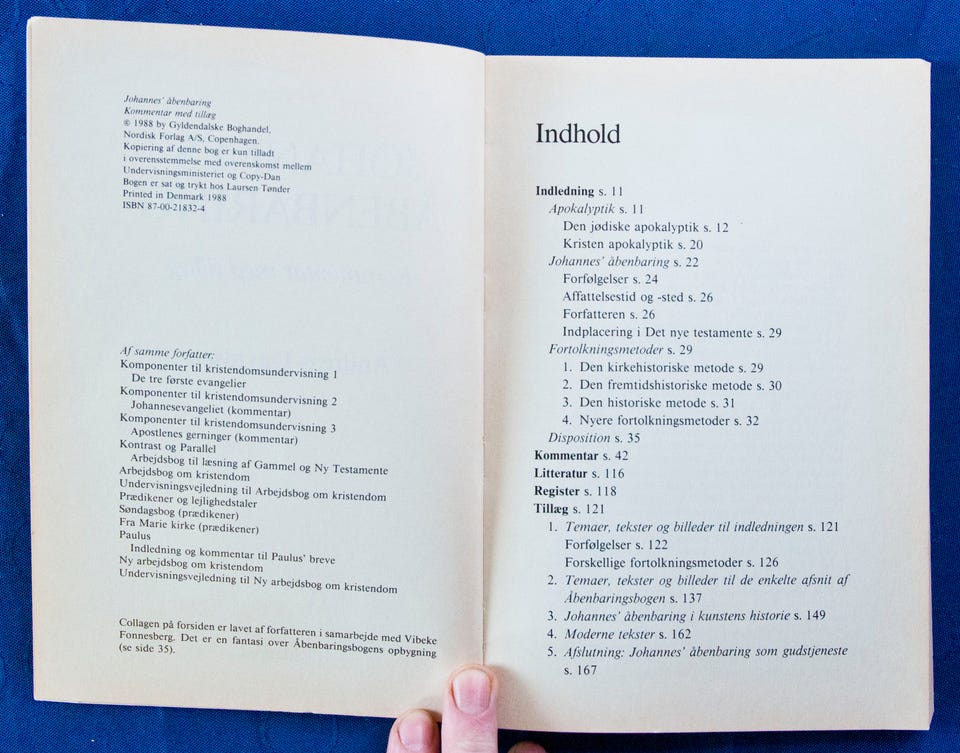 Johannes' åbenbaring
Kommentar med tillæg
© 1988 by Gyldendalske Boghandel,
Nordisk Forlag A/S, Copenhagen.
Kopiering af denne bog er kun tilladt
i overensstemmelse med overenskomst mellem
Undervisningsministeriet og Copy-Dan
Bogen er sat og trykt hos Laursen Tønder
Printed in Denmark 1988
ISBN 87-00-21832-4
Af samme forfatter:
Komponenter til kristendomsundervisning 1
De tre første evangelier
Komponenter til kristendomsundervisning 2
Johannesevangeliet (kommentar)
Komponenter til kristendomsundervisning 3
Apostlenes gerninger (kommentar)
Kontrast og Parallel
Arbejdsbog til læsning af Gammel og Ny Testamente
Arbejdsbog om kristendom
Undervisningsvejledning til Arbejdsbog om kristendom
Prædikener og lejlighedstaler
Søndagsbog (prædikener)
Fra Marie kirke (prædikener)
Paulus
Indledning og kommentar til Paulus' breve
Ny arbejdsbog om kristendom
Undervisningsvejledning til Ny arbejdsbog om kristendom
Collagen på forsiden er lavet af forfatteren i samarbejde med Vibeke
Fonnesberg. Det er en fantasi over Åbenbaringsbogens opbygning
(se side 35).
Indhold
Indledning s. 11
Apokalyptik s. 11
Den jødiske apokalyptik s. 12
Kristen apokalyptik s. 20
Johannes' åbenbaring s. 22
Forfølgelser s. 24
Affattelsestid og -sted s. 26
Forfatteren s. 26
Indplacering i Det nye testamente s. 29
Fortolkningsmetoder s. 29
1. Den kirkehistoriske metode s. 29
2. Den fremtidshistoriske metode s. 30
3. Den historiske metode s. 31
4. Nyere fortolkningsmetoder s. 32
Disposition s. 35
Kommentar s. 42
Litteratur s. 116
Register s. 118
Tillæg s. 121
1. Temaer, tekster og billeder til indledningen s. 121
Forfølgelser s. 122
Forskellige fortolkningsmetoder s. 126
2. Temaer, tekster og billeder til de enkelte afsnit af
Åbenbaringsbogen s. 137
3. Johannes' åbenbaring i kunstens historie s. 149
4. Moderne tekster s. 162
5. Afslutning: Johannes' åbenbaring som gudstjeneste
s. 167